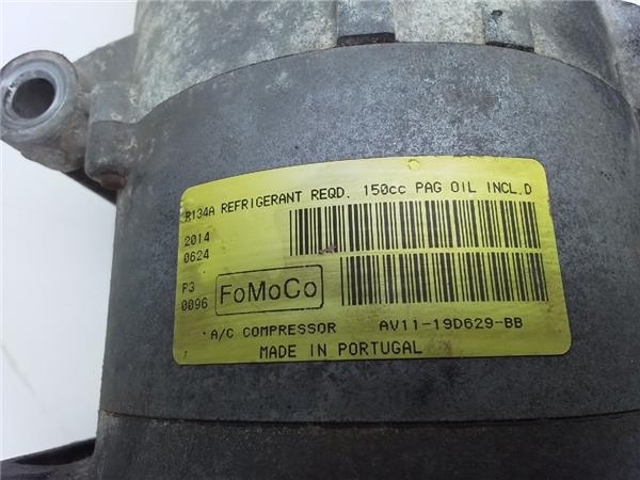 R134A REFRIGERANT REQD. 150cc PAG OIL INCL.D
2014
0624
P3
0096
FoMoCo
A/C COMPRESSOR AV11-19D629-BB
MADE IN PORTUGAL